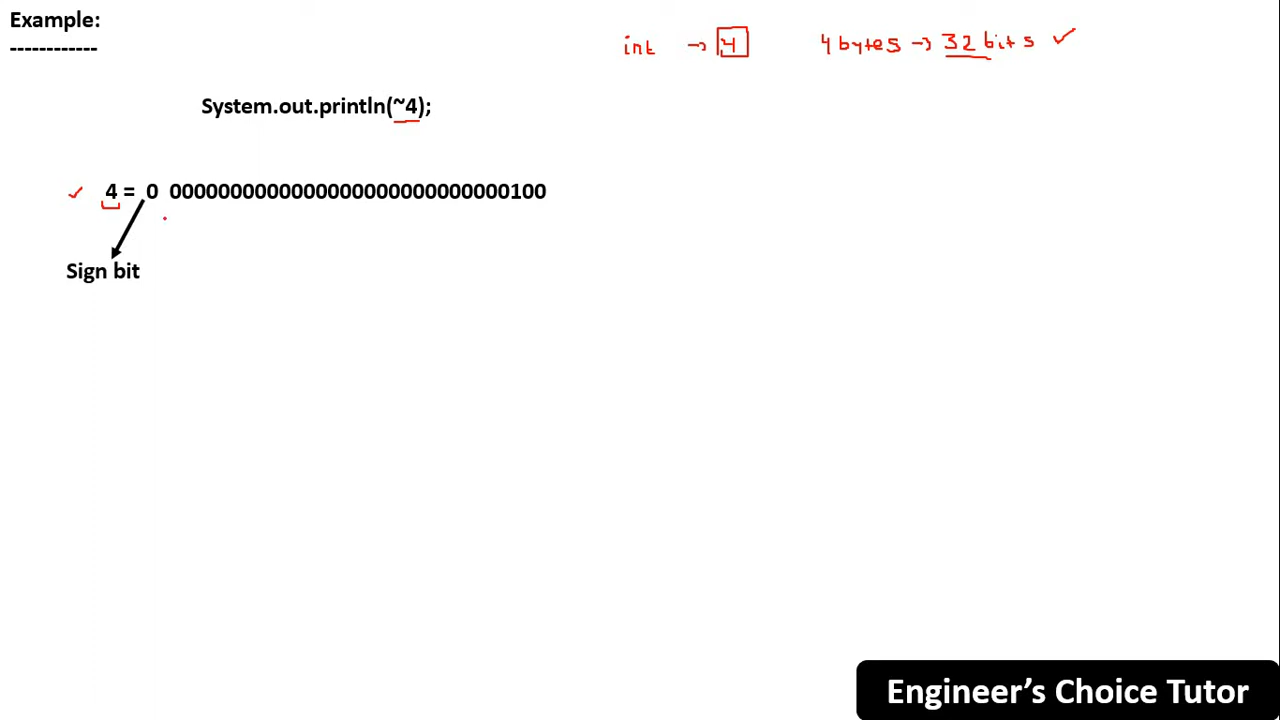 Example:
------------
int → 4 4 bytes → 32 bits ✓
System.out.println(~4);
✓ 4 = 0 0000000000000000000000000000100
Sign bit
Engineer's Choice Tutor